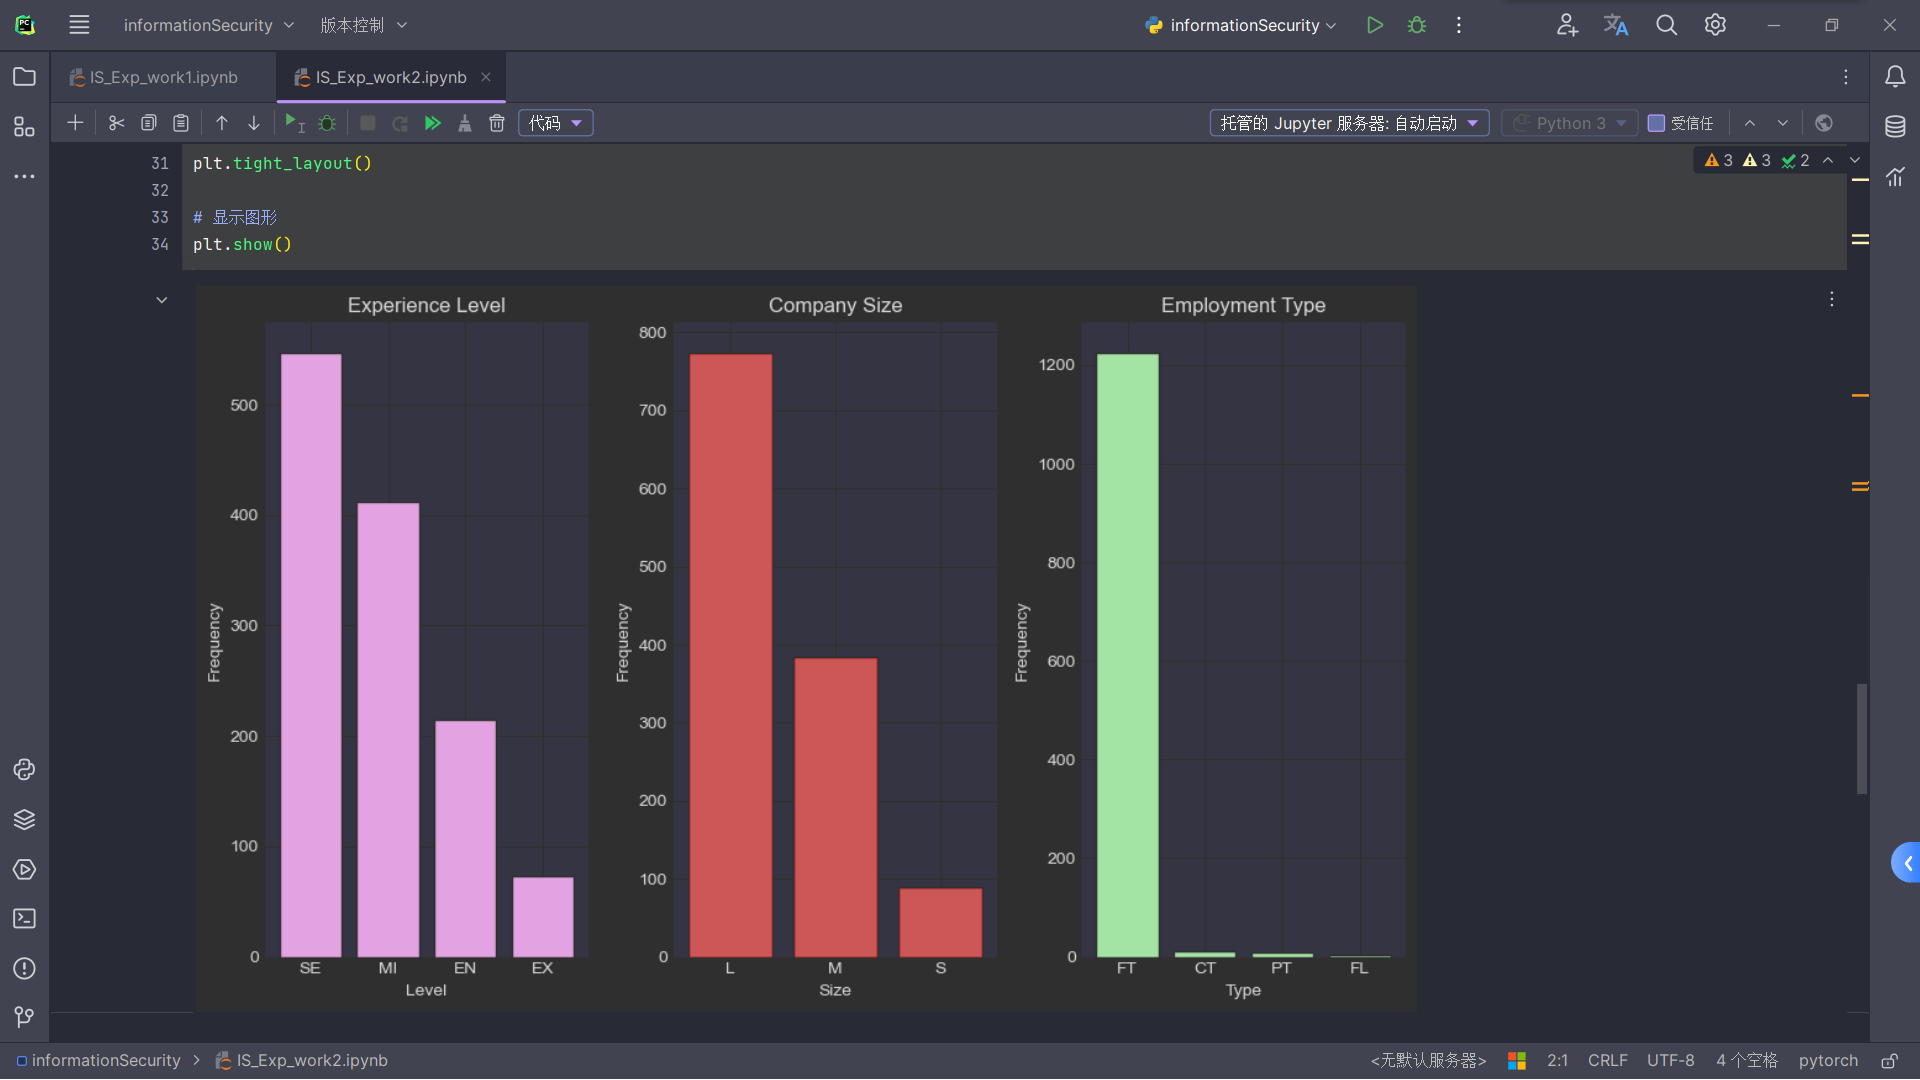 informationSecurity 版本控制 informationSecurity
IS_Exp_work1.ipynb IS_Exp_work2.ipynb
代码 托管的 Jupyter 服务器: 自动启动 Python 3 受信任
3 3 2
31 plt.tight_layout()
32
33 # 显示图形
34 plt.show()
Experience Level
500
400
300
200
100
0
Frequency
SE MI EN EX
Level
Company Size
800
700
600
500
400
300
200
100
0
Frequency
L M S
Size
Employment Type
1200
1000
800
600
400
200
0
Frequency
FT CT PT FL
Type
informationSecurity IS_Exp_work2.ipynb <无默认服务器> 2:1 CRLF UTF-8 4 个空格 pytorch